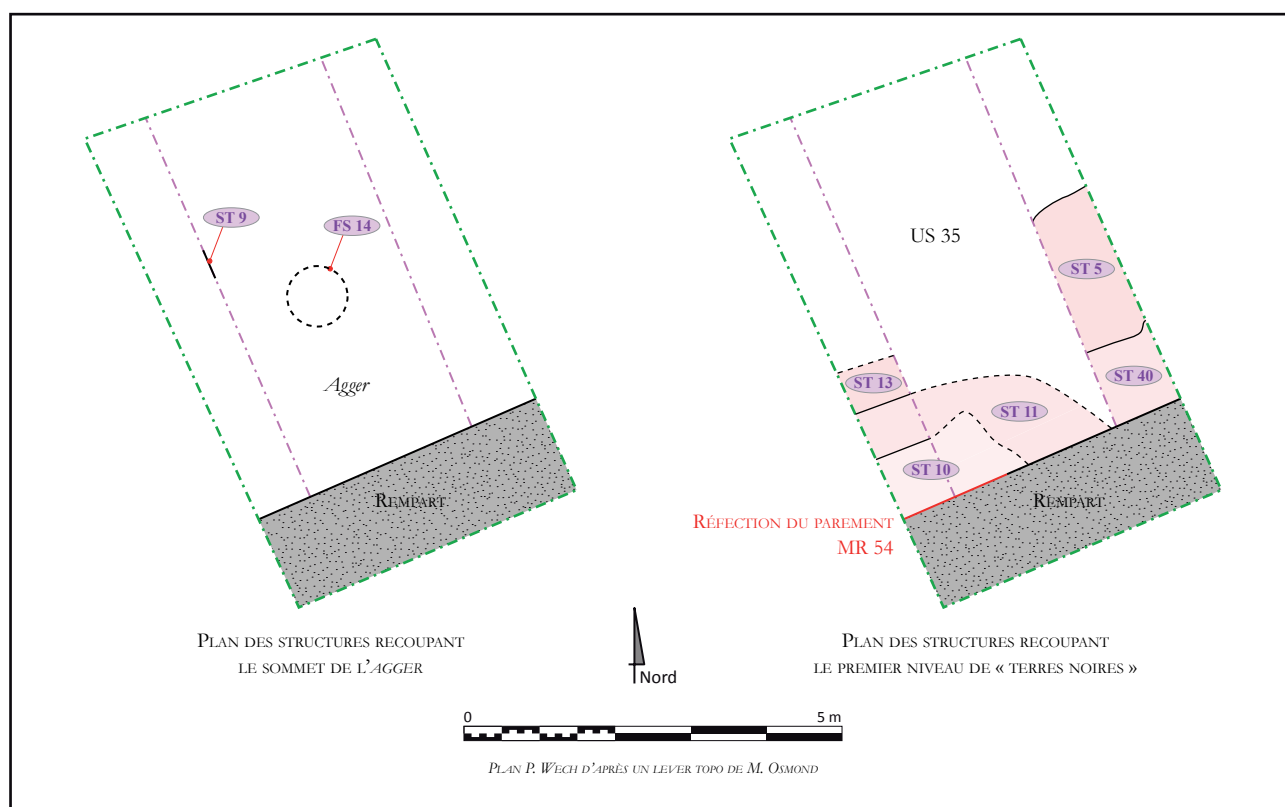 ST 9
FS 14
Agger
REMPART
PLAN DES STRUCTURES RECOUPANT
LE SOMMET DE L'AGGER
US 35
ST 5
ST 40
ST 13
ST 11
ST 10
REMPART
RÉFECTION DU PAREMENT
MR 54
PLAN DES STRUCTURES RECOUPANT
LE PREMIER NIVEAU DE « TERRES NOIRES »
Nord
0 5 m
PLAN P. WECH D'APRÈS UN LEVER TOPO DE M. OSMOND